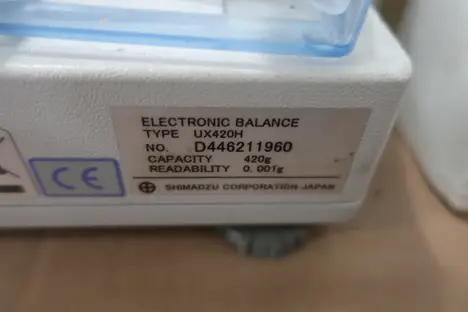 ELECTRONIC BALANCE
TYPE UX420H
NO. D446211960
CAPACITY 420g
READABILITY 0.001g
SHIMADZU CORPORATION JAPAN
CE